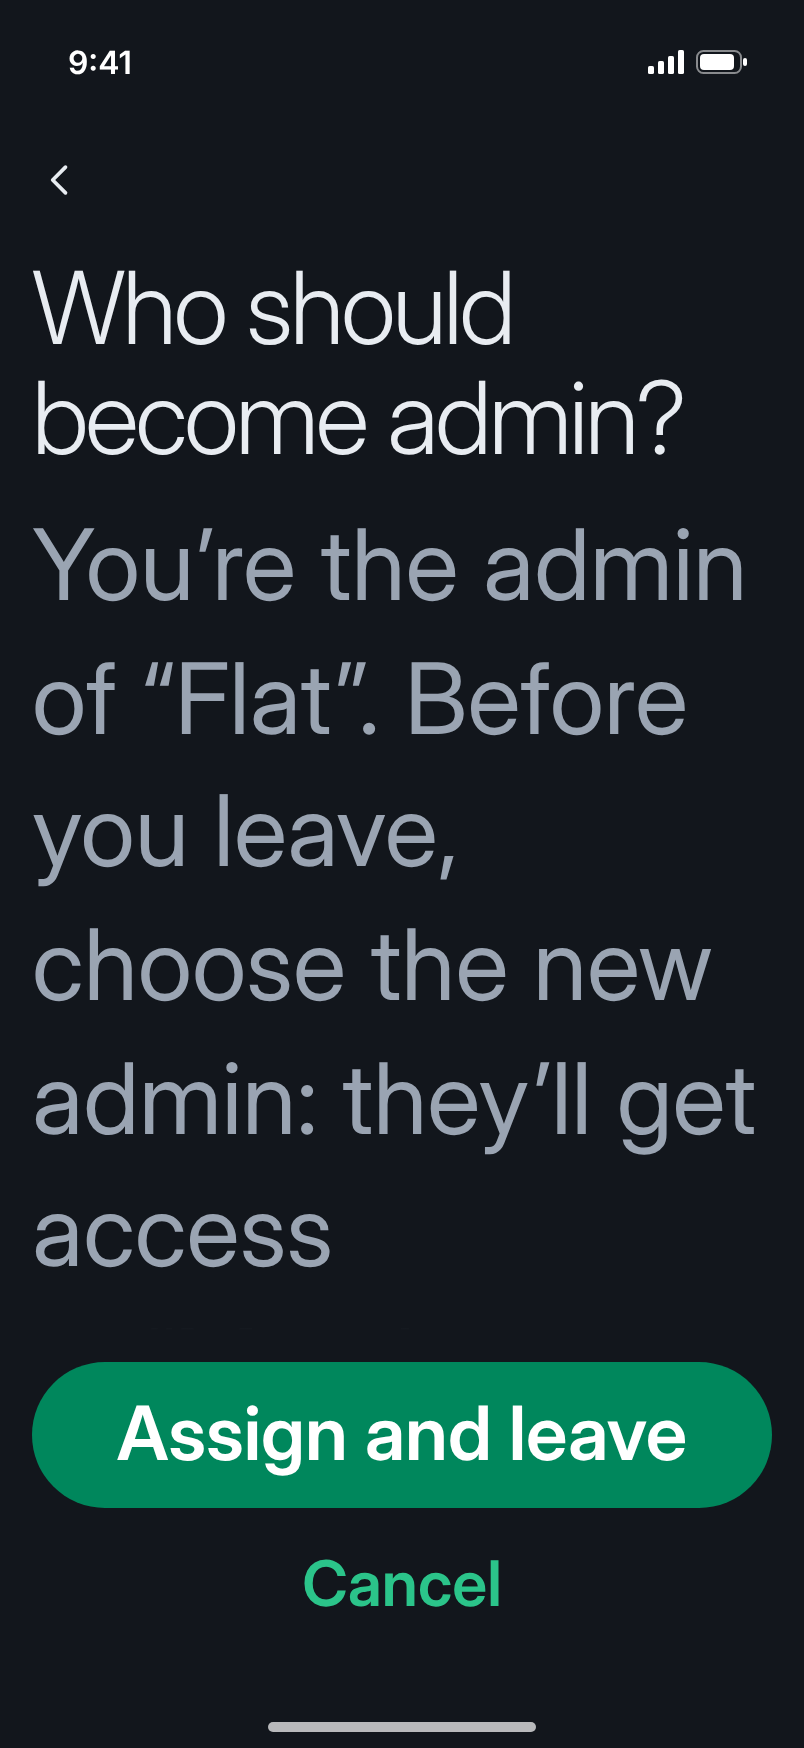 9:41
Who should
become admin?
You’re the admin
of “Flat”. Before
you leave,
choose the new
admin: they’ll get
access
Assign and leave
Cancel